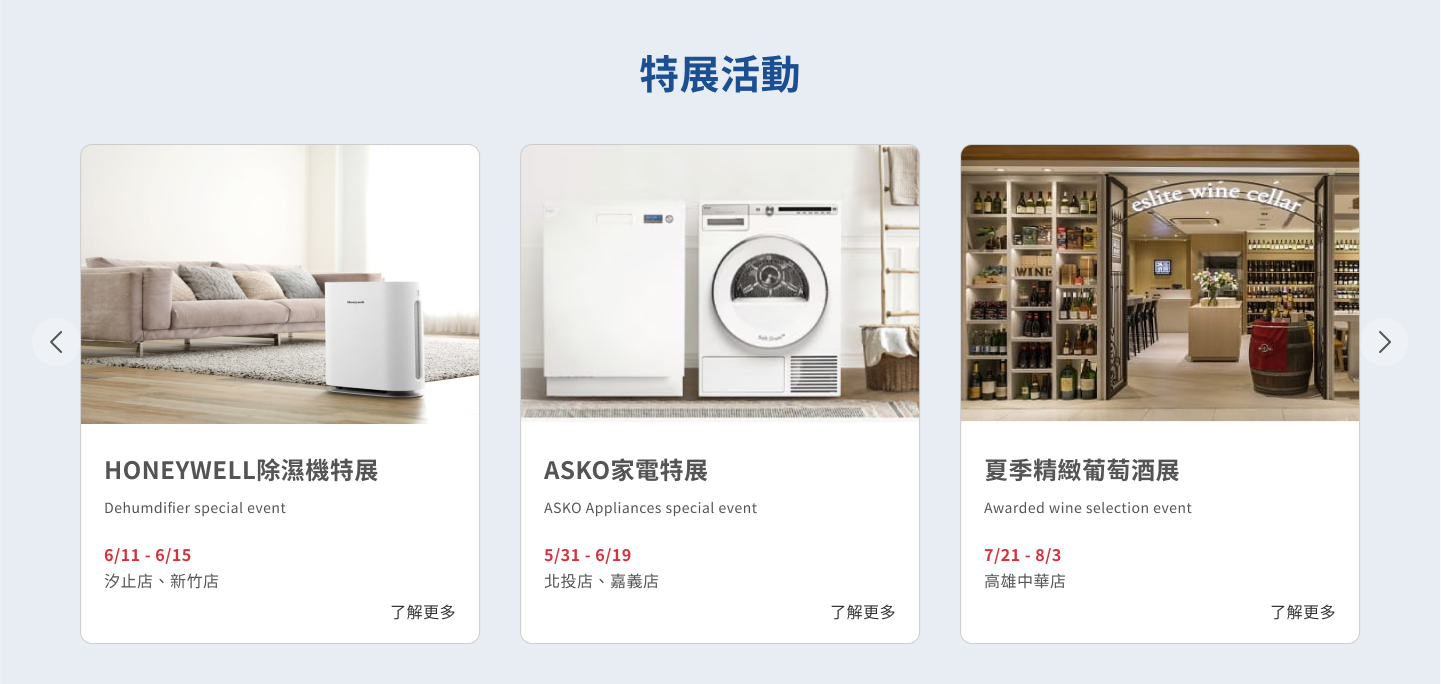 特展活動
Honeywell
HONEYWELL除濕機特展
Dehumdifier special event
6/11 - 6/15
汐止店、新竹店
了解更多
ASKO家電特展
ASKO Appliances special event
5/31 - 6/19
北投店、嘉義店
了解更多
eslite wine cellar
WINE
夏季精緻葡萄酒展
Awarded wine selection event
7/21 - 8/3
高雄中華店
了解更多